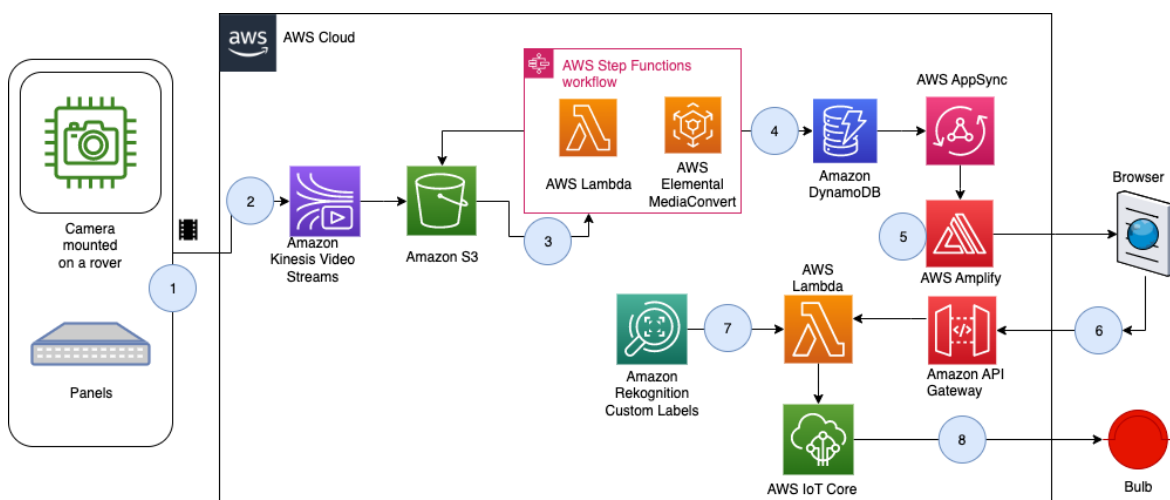 aws
AWS Cloud
Camera
mounted
on a rover
Panels
1
2
Amazon
Kinesis Video
Streams
Amazon S3
3
AWS Step Functions
workflow
AWS Lambda
AWS
Elemental
MediaConvert
4
Amazon
DynamoDB
AWS AppSync
5
AWS Amplify
Browser
6
Amazon API
Gateway
AWS
Lambda
7
Amazon
Rekognition
Custom Labels
AWS IoT Core
8
Bulb